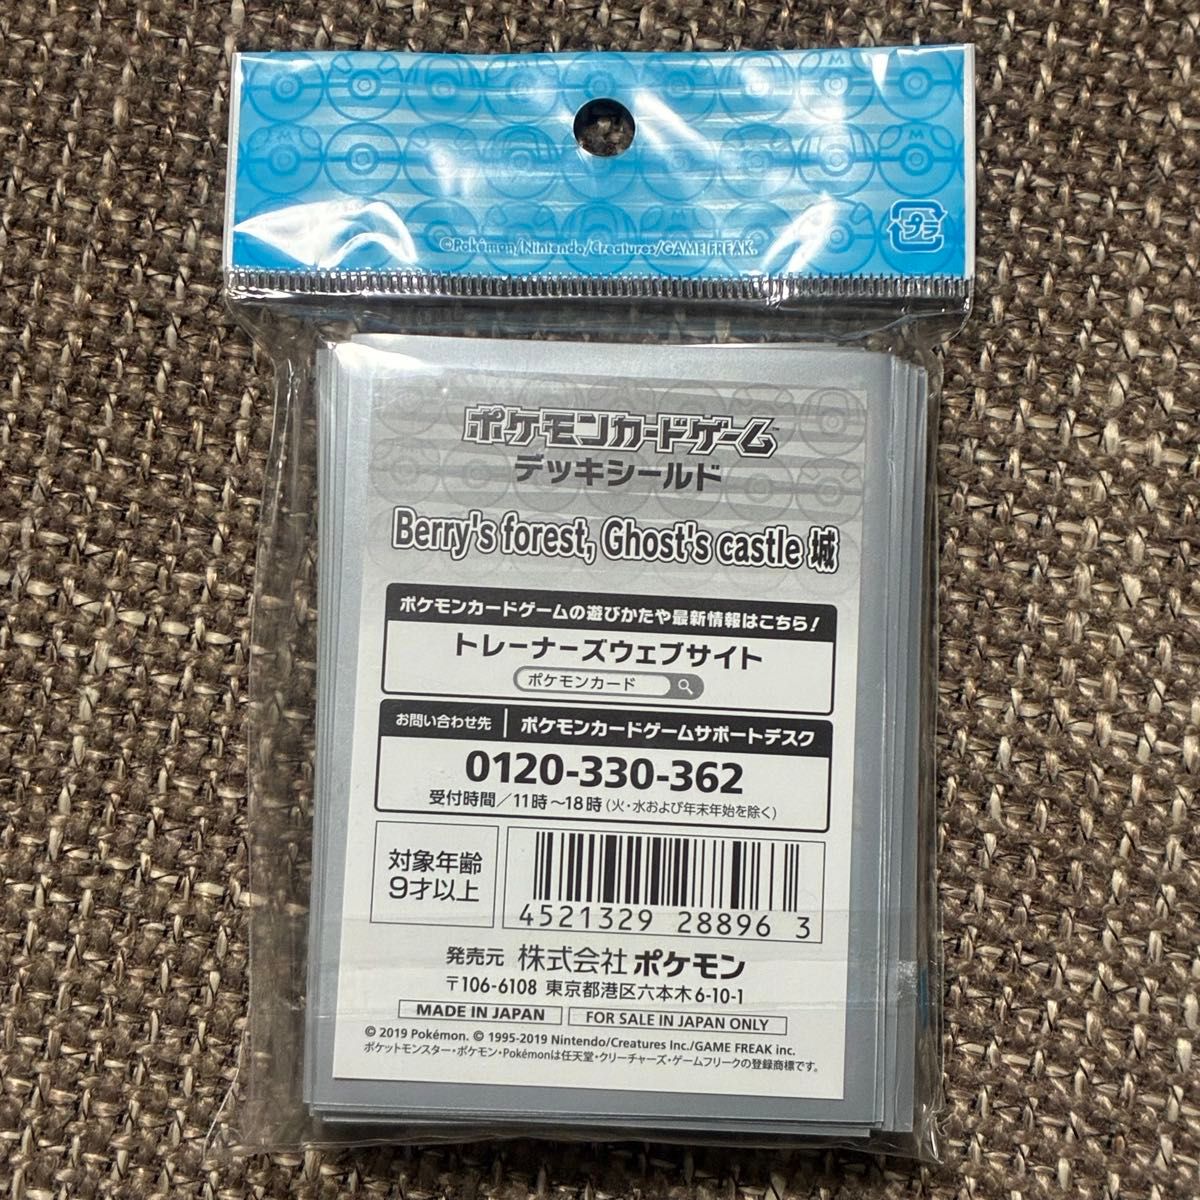 ©Pokémon/Nintendo/Creatures/GAME FREAK.
プラ
ポケモンカードゲーム™
デッキシールド
Berry's forest, Ghost's castle 城
ポケモンカードゲームの遊びかたや最新情報はこちら!
トレーナーズウェブサイト
ポケモンカード
お問い合わせ先 | ポケモンカードゲームサポートデスク
0120-330-362
受付時間/11時~18時(火・水および年末年始を除く)
対象年齢
9才以上
4521329 28896 3
発売元 株式会社 ポケモン
〒106-6108 東京都港区六本木6-10-1
MADE IN JAPAN
FOR SALE IN JAPAN ONLY
© 2019 Pokémon. © 1995-2019 Nintendo/Creatures Inc./GAME FREAK inc.
ポケットモンスター・ポケモン・Pokémonは任天堂・クリーチャーズ・ゲームフリークの登録商標です。